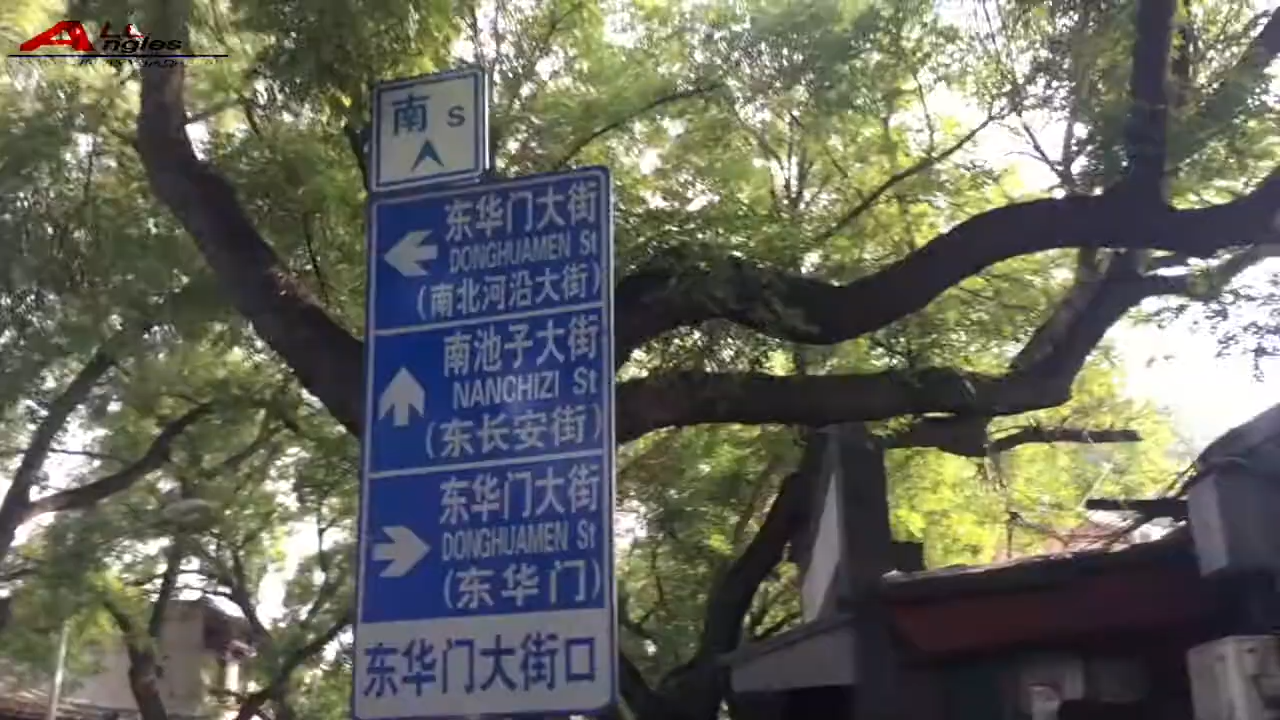 ALL
Angles
南 S
东华门大街
DONGHUAMEN St
(南北河沿大街)
南池子大街
NANCHIZI St
(东长安街)
东华门大街
DONGHUAMEN St
(东华门)
东华门大街口